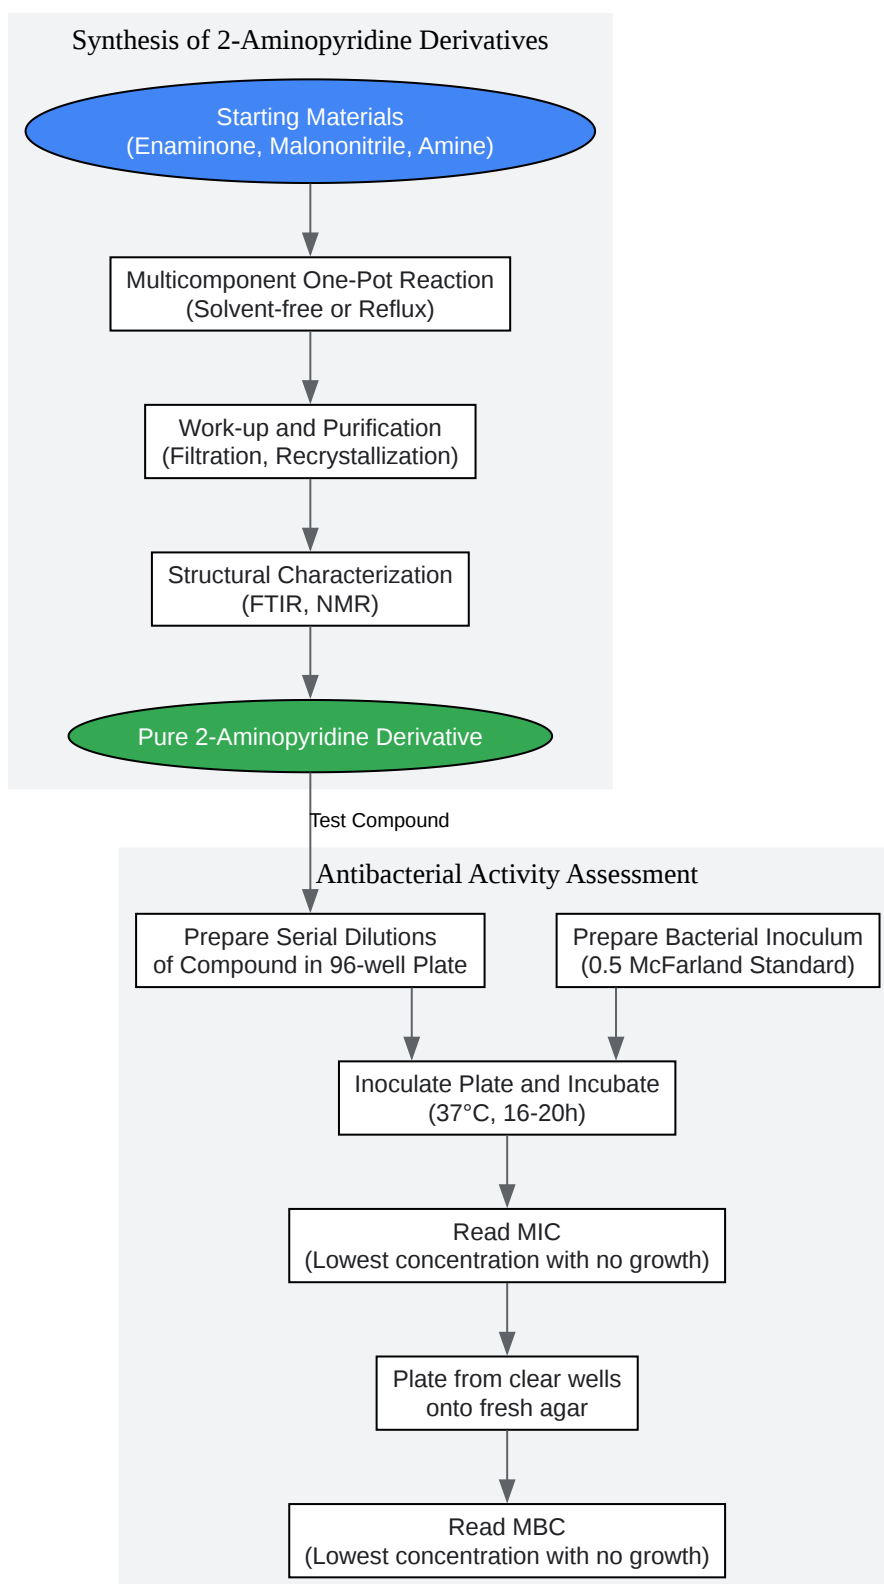 Synthesis of 2-Aminopyridine Derivatives
Starting Materials
(Enaminone, Malononitrile, Amine)
Multicomponent One-Pot Reaction
(Solvent-free or Reflux)
Work-up and Purification
(Filtration, Recrystallization)
Structural Characterization
(FTIR, NMR)
Pure 2-Aminopyridine Derivative
Test Compound
Antibacterial Activity Assessment
Prepare Serial Dilutions
of Compound in 96-well Plate
Prepare Bacterial Inoculum
(0.5 McFarland Standard)
Inoculate Plate and Incubate
(37°C, 16-20h)
Read MIC
(Lowest concentration with no growth)
Plate from clear wells
onto fresh agar
Read MBC
(Lowest concentration with no growth)